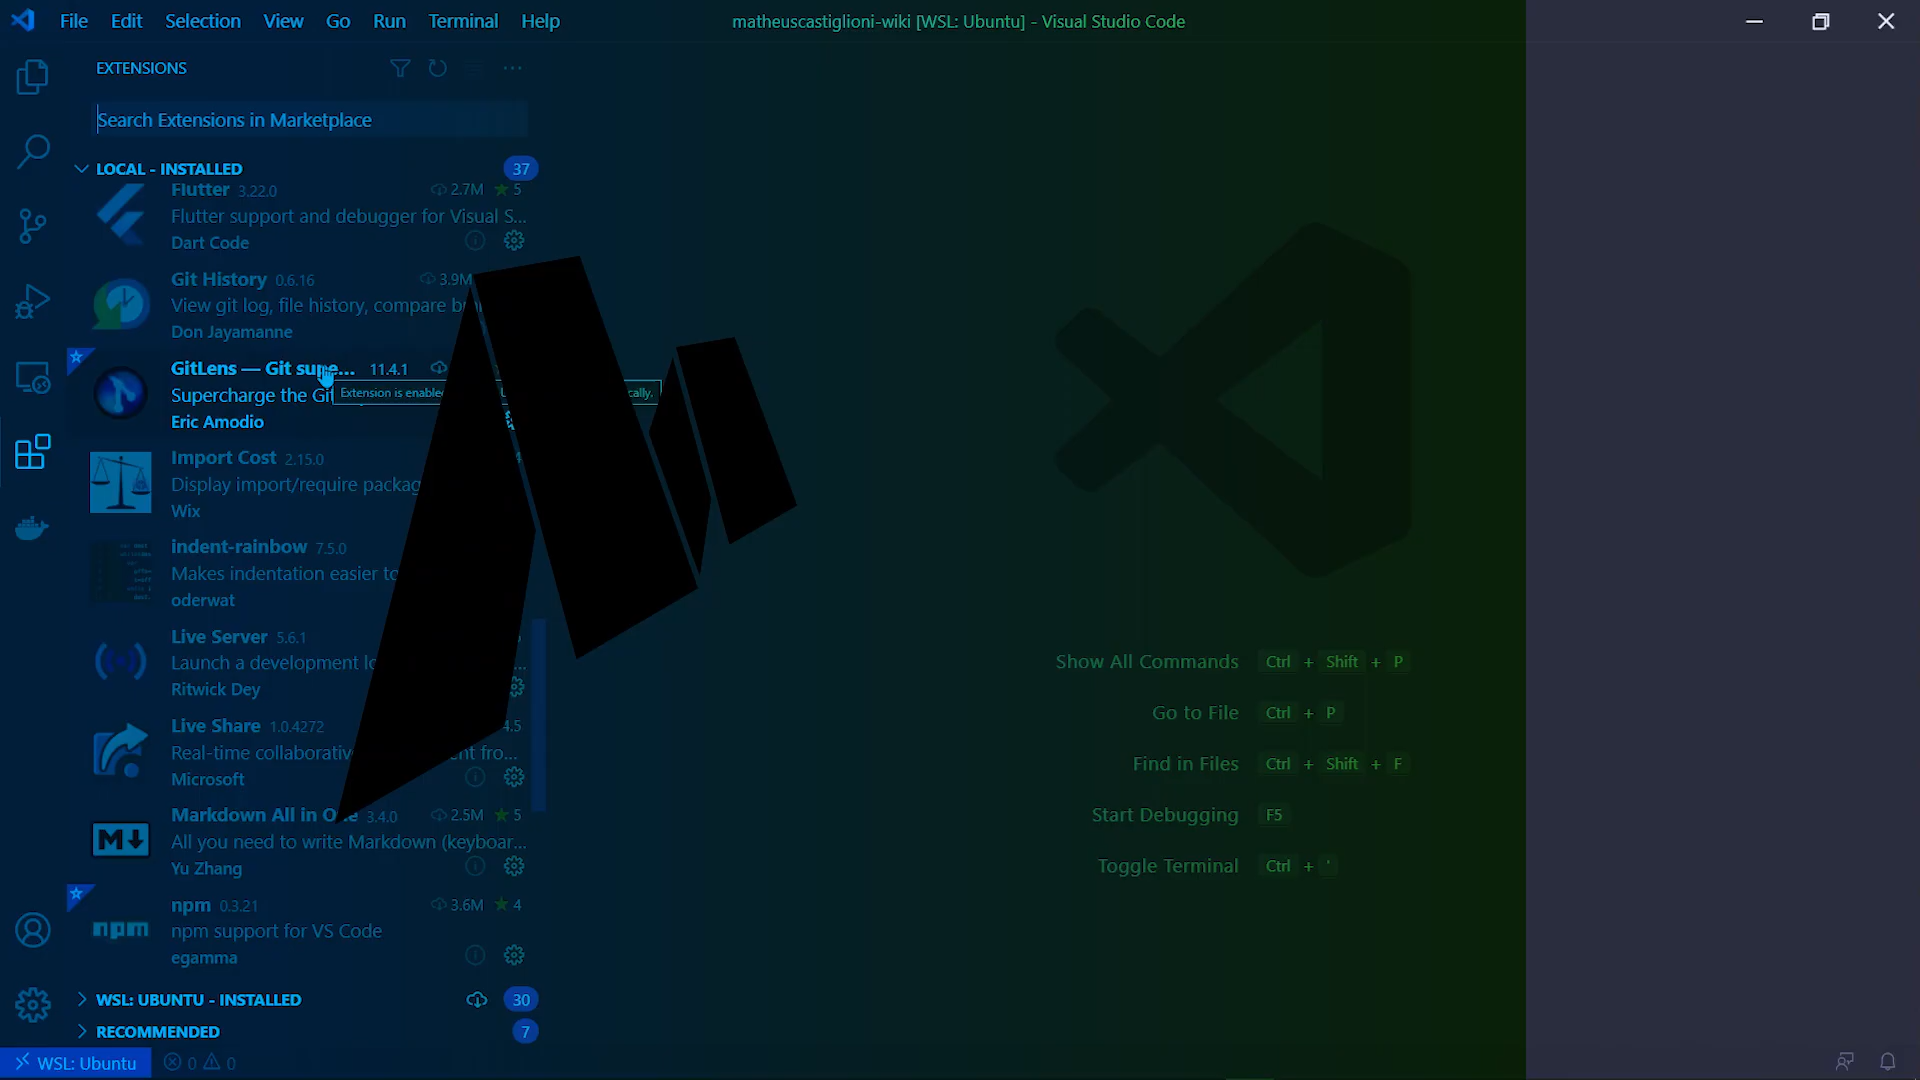 File Edit Selection View Go Run Terminal Help
matheuscastiglioni-wiki [WSL: Ubuntu] - Visual Studio Code
EXTENSIONS
Search Extensions in Marketplace
LOCAL - INSTALLED 37
Flutter 3.22.0 2.7M 5
Flutter support and debugger for Visual S...
Dart Code
Git History 0.6.16 3.9M
View git log, file history, compare
Don Jayamanne
GitLens — Git supe... 11.4.1
Supercharge the Git
Extension is enabled cally.
Eric Amodio
Import Cost 2.15.0
Display import/require
Wix
indent-rainbow 7.5.0
Makes indentation easier
oderwat
Live Server 5.6.1
Launch a development ...
Ritwick Dey
Live Share 1.0.4272 4.5
Real-time fro...
Microsoft
Markdown All in One 3.4.0 2.5M 5
M
All you need to write Markdown (keyboar...
Yu Zhang
npm 0.3.21 3.6M 4
npm
npm support for VS Code
egamma
WSL: UBUNTU - INSTALLED 30
RECOMMENDED 7
WSL: Ubuntu 0 0
Show All Commands Ctrl + Shift + P
Go to File Ctrl + P
Find in Files Ctrl + Shift + F
Start Debugging F5
Toggle Terminal Ctrl + '